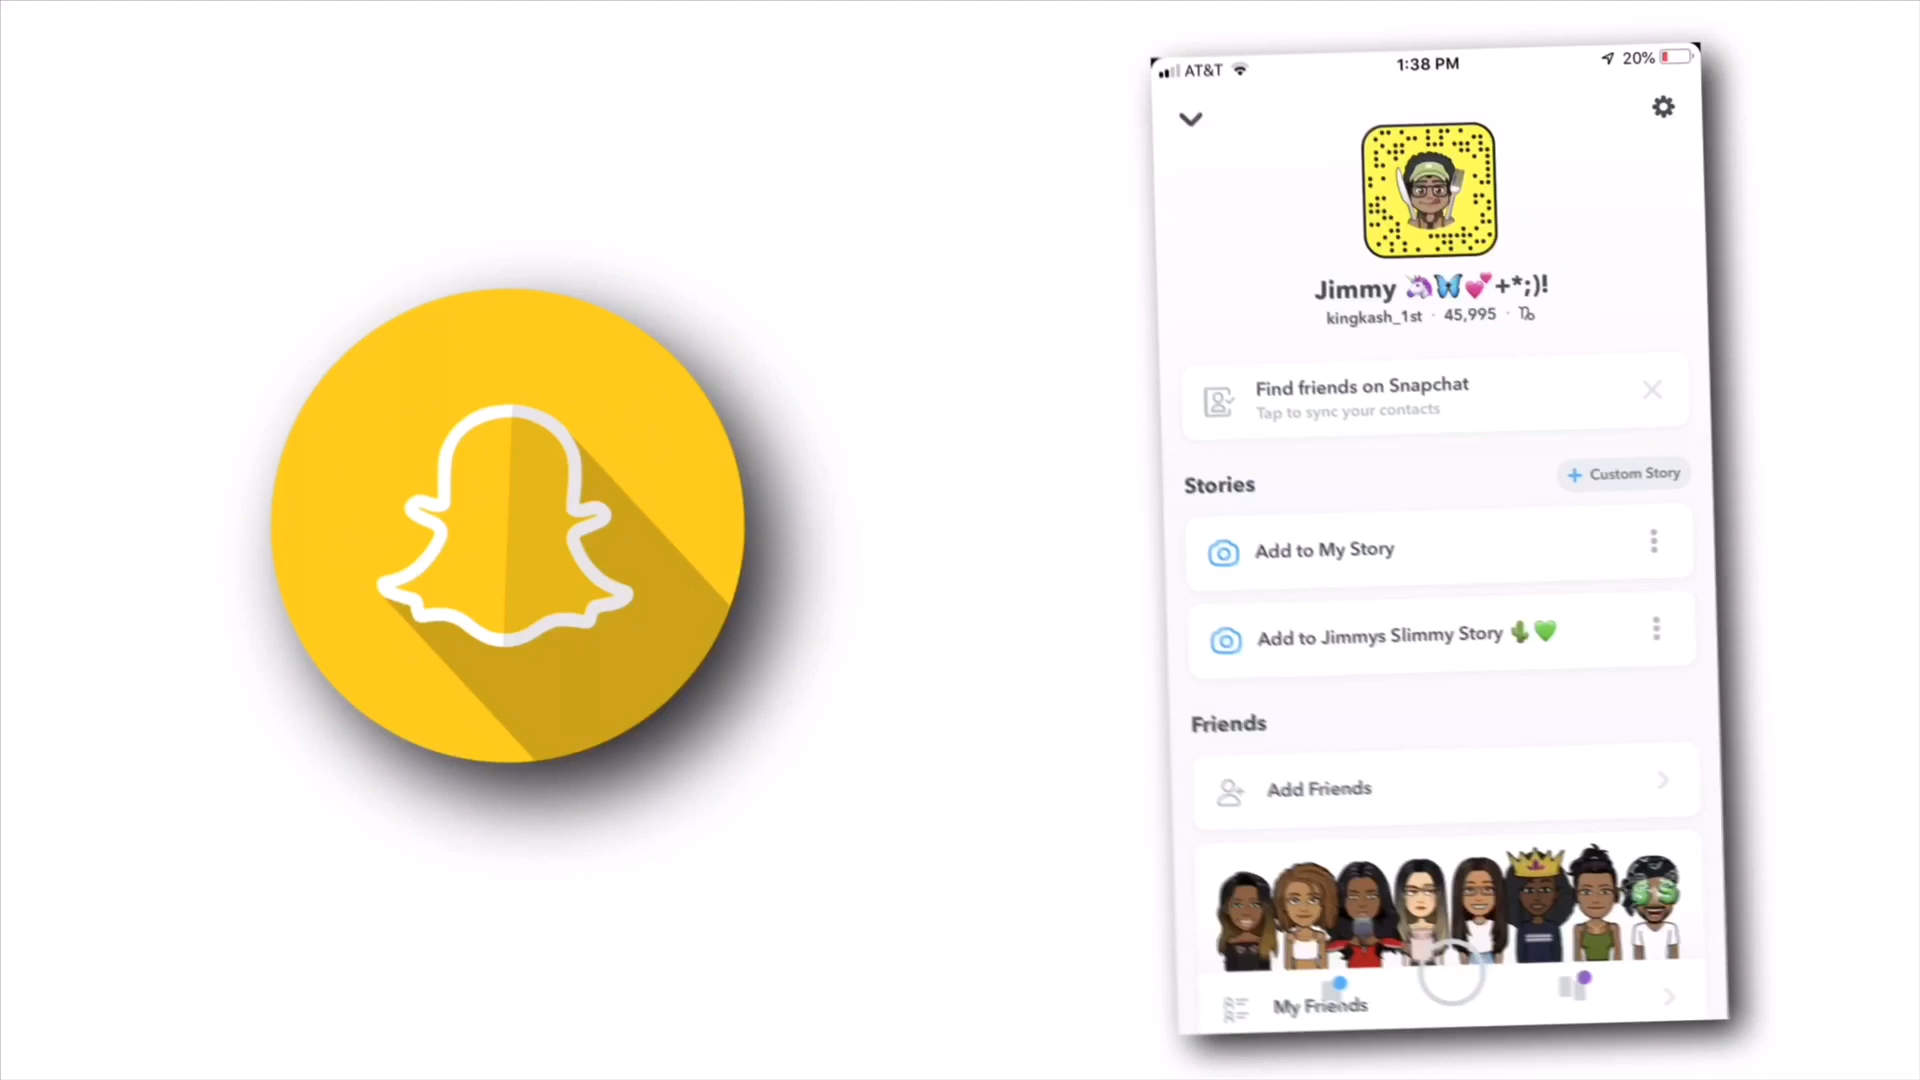 AT&T 1:38 PM 20%
Jimmy 🦄🦋💕+*;)!
kingkash_1st · 45,995 · ♑︎
Find friends on Snapchat
Tap to sync your contacts
Stories
+ Custom Story
Add to My Story
Add to Jimmys Slimmy Story 🌵💚
Friends
Add Friends
My Friends